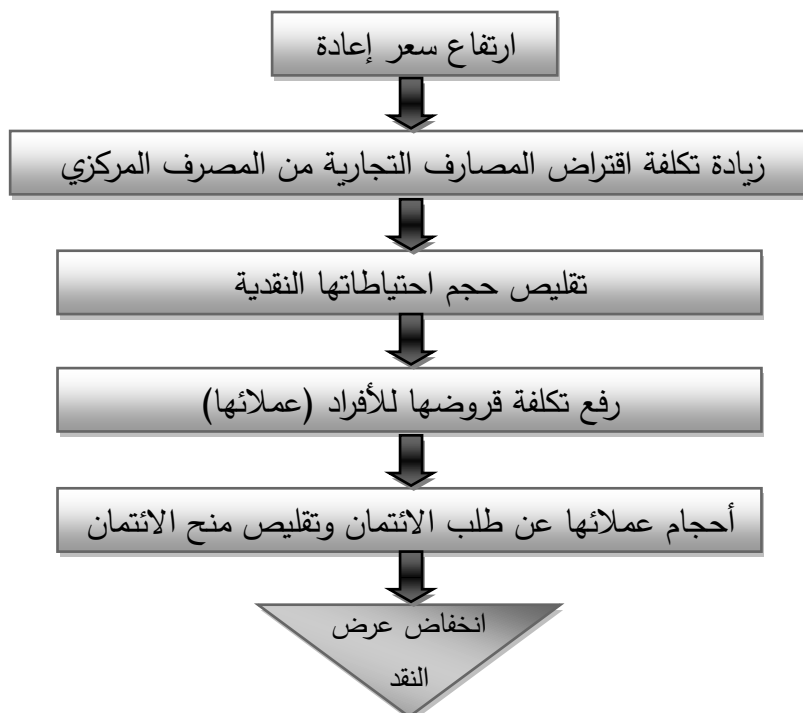 ارتفاع سعر إعادة
زيادة تكلفة اقتراض المصارف التجارية من المصرف المركزي
تقليص حجم احتياطاتها النقدية
رفع تكلفة قروضها للأفراد (عملائها)
أحجام عملائها عن طلب الائتمان وتقليص منح الائتمان
انخفاض عرض
النقد